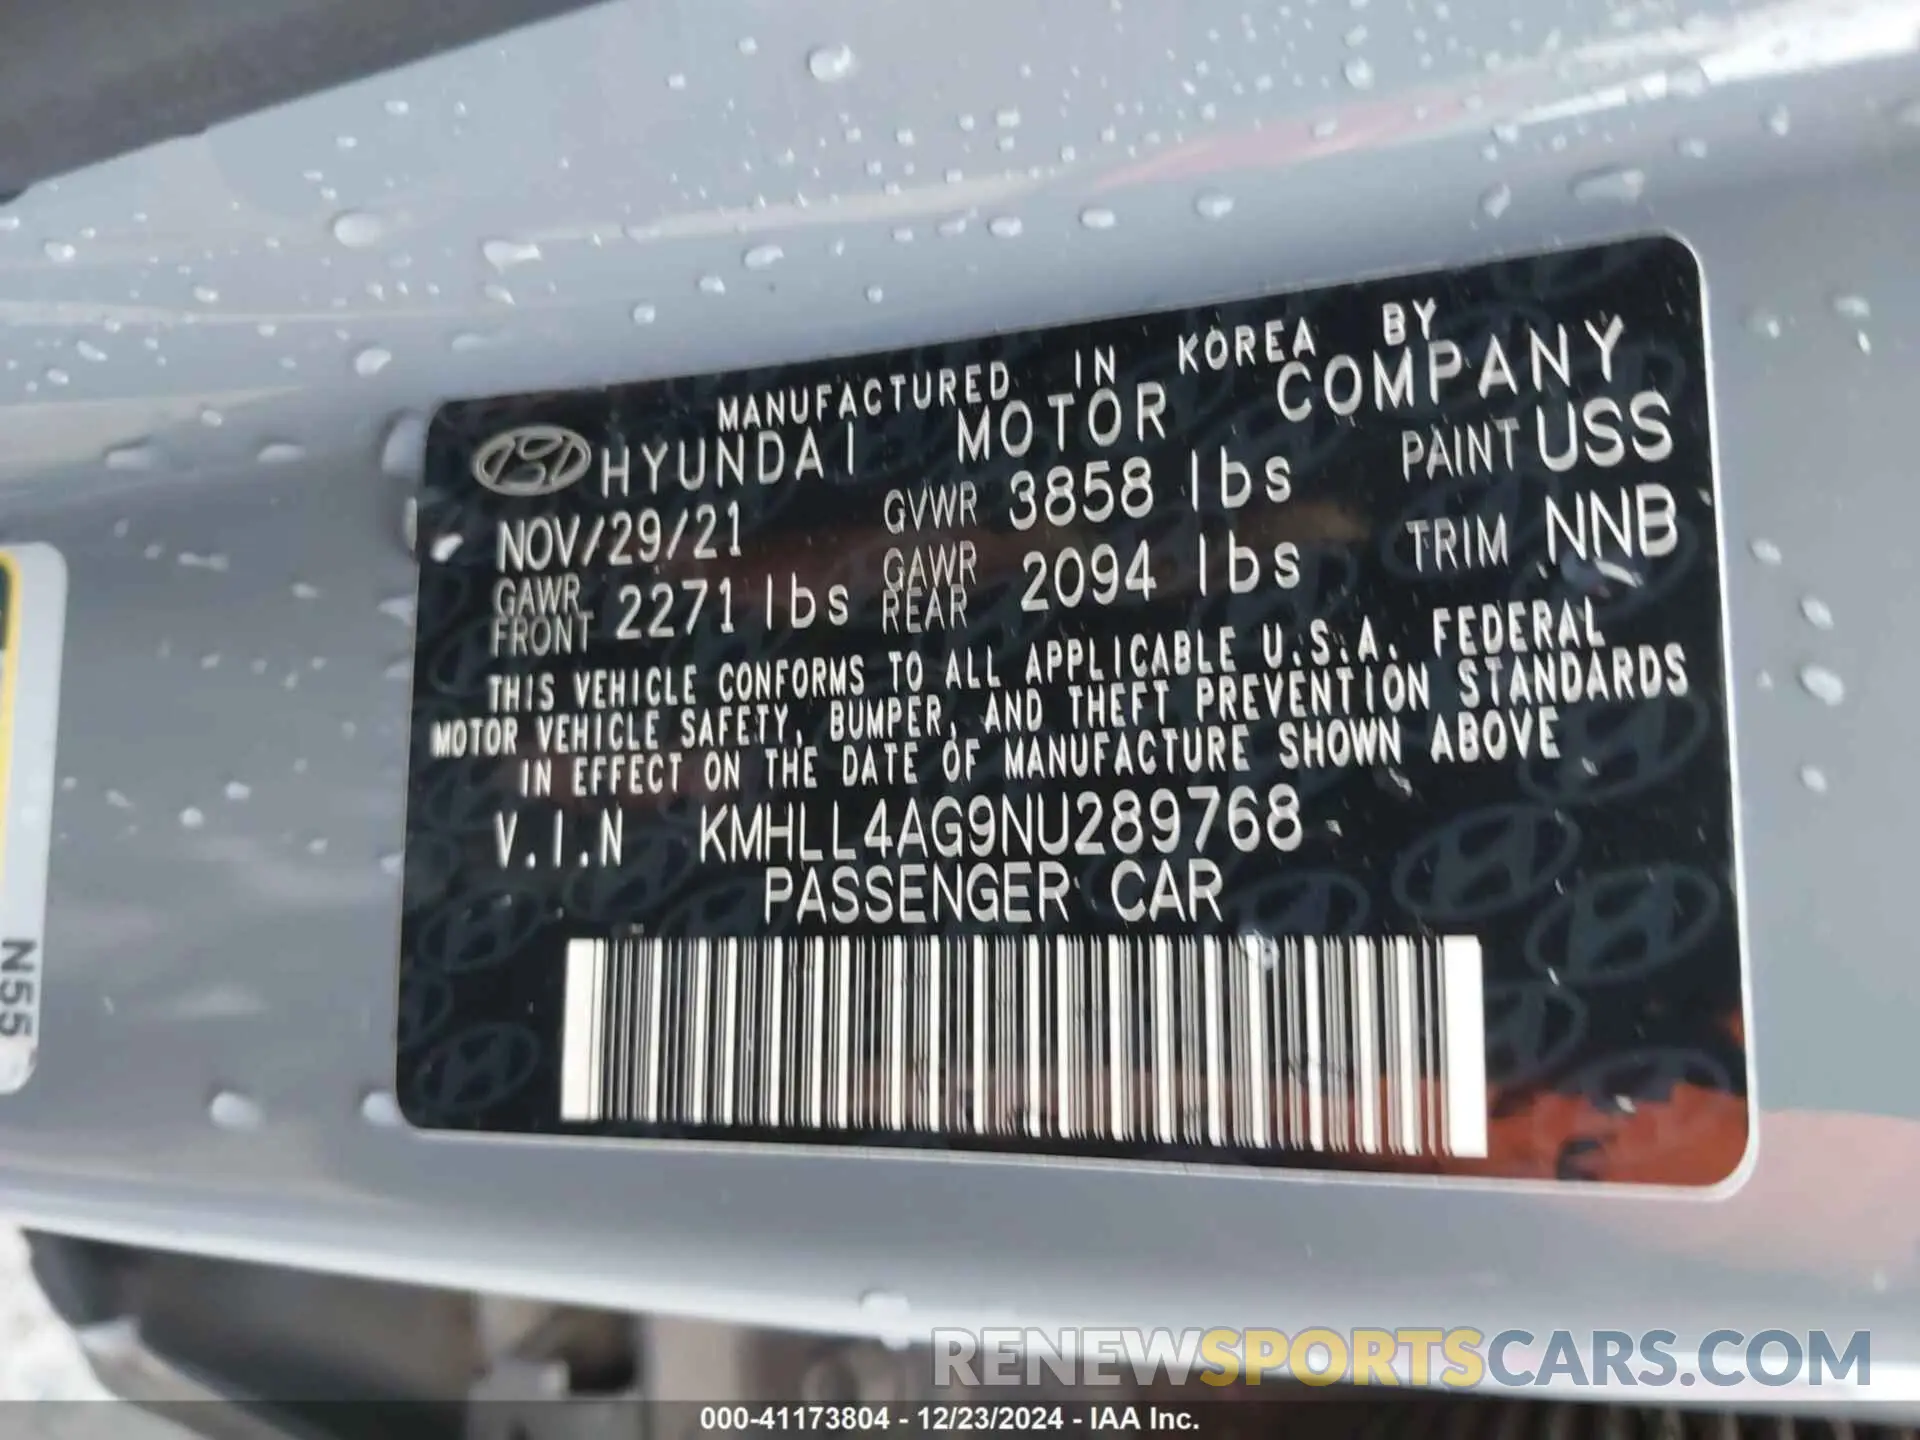 MANUFACTURED IN KOREA BY
HYUNDAI MOTOR COMPANY
NOV/29/21 GVWR 3858 lbs PAINT USS
GAWR FRONT 2271 lbs GAWR REAR 2094 lbs TRIM NNB
THIS VEHICLE CONFORMS TO ALL APPLICABLE U.S.A. FEDERAL
MOTOR VEHICLE SAFETY, BUMPER, AND THEFT PREVENTION STANDARDS
IN EFFECT ON THE DATE OF MANUFACTURE SHOWN ABOVE
V.I.N KMHLL4AG9NU289768
PASSENGER CAR
N55
RENEWSPORTSCARS.COM
000-41173804 - 12/23/2024 - IAA Inc.